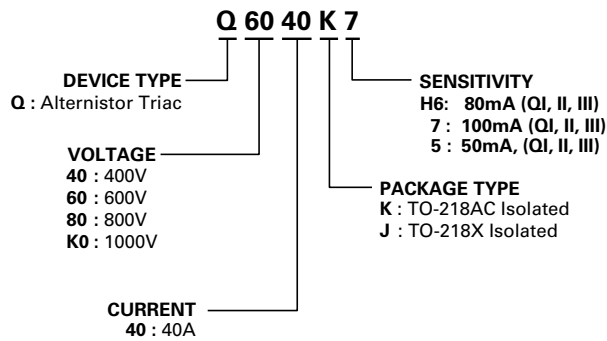 Q 60 40 K 7
DEVICE TYPE
Q : Alternistor Triac
VOLTAGE
40 : 400V
60 : 600V
80 : 800V
K0 : 1000V
CURRENT
40 : 40A
SENSITIVITY
H6: 80mA (QI, II, III)
7 : 100mA (QI, II, III)
5 : 50mA, (QI, II, III)
PACKAGE TYPE
K : TO-218AC Isolated
J : TO-218X Isolated